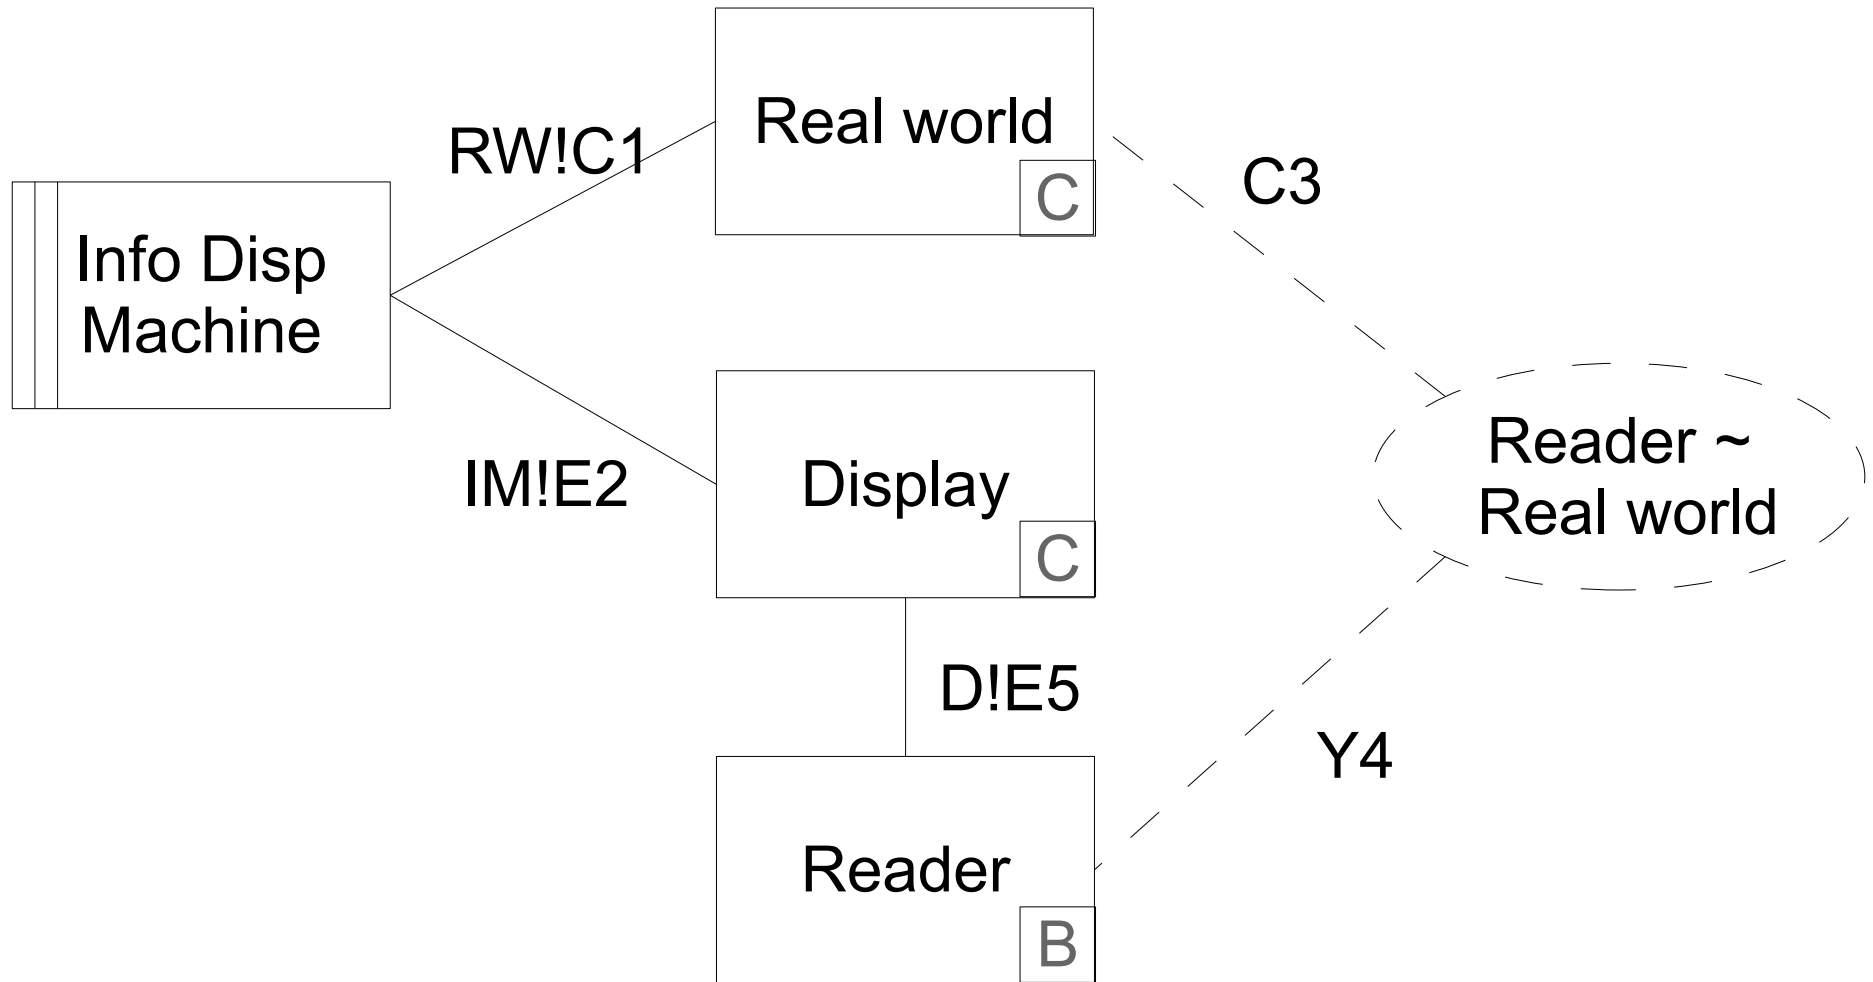 Real world
RW!C1
C3
C
Info Disp
Machine
Reader ~
Real world
IM!E2
Display
C
D!E5
Y4
Reader
B